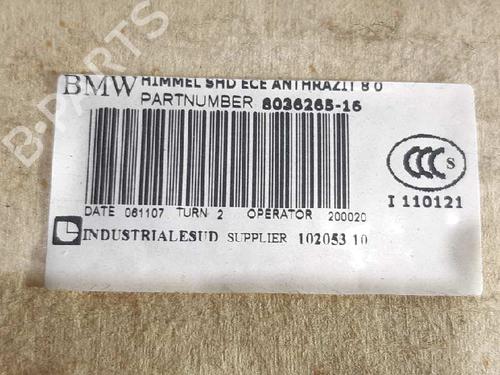 HIMMEL SHD ECE ANTHRAZIT 8 0
BMW PARTNUMBER 8036265-16
CCC S
I 110121
DATE 061107 TURN 2 OPERATOR 200020
INDUSTRIALESUD SUPPLIER 102053 10
B-PARTS